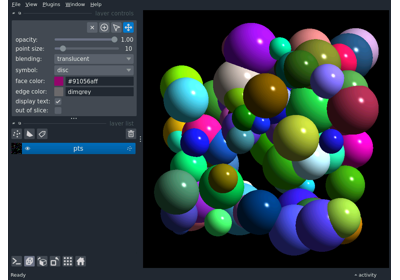 File View Plugins Window Help
layer controls
opacity: 1.00
point size: 10
blending: translucent
symbol: disc
face color: #91056aff
edge color: dimgrey
display text:
out of slice:
layer list
pts
Ready
activity